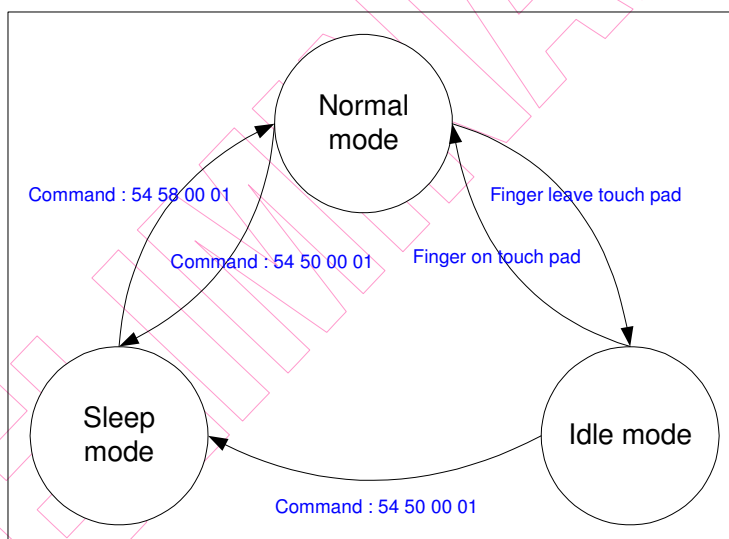 Normal
mode
Command : 54 58 00 01
Finger leave touch pad
Command : 54 50 00 01
Finger on touch pad
Sleep
mode
Idle mode
Command : 54 50 00 01